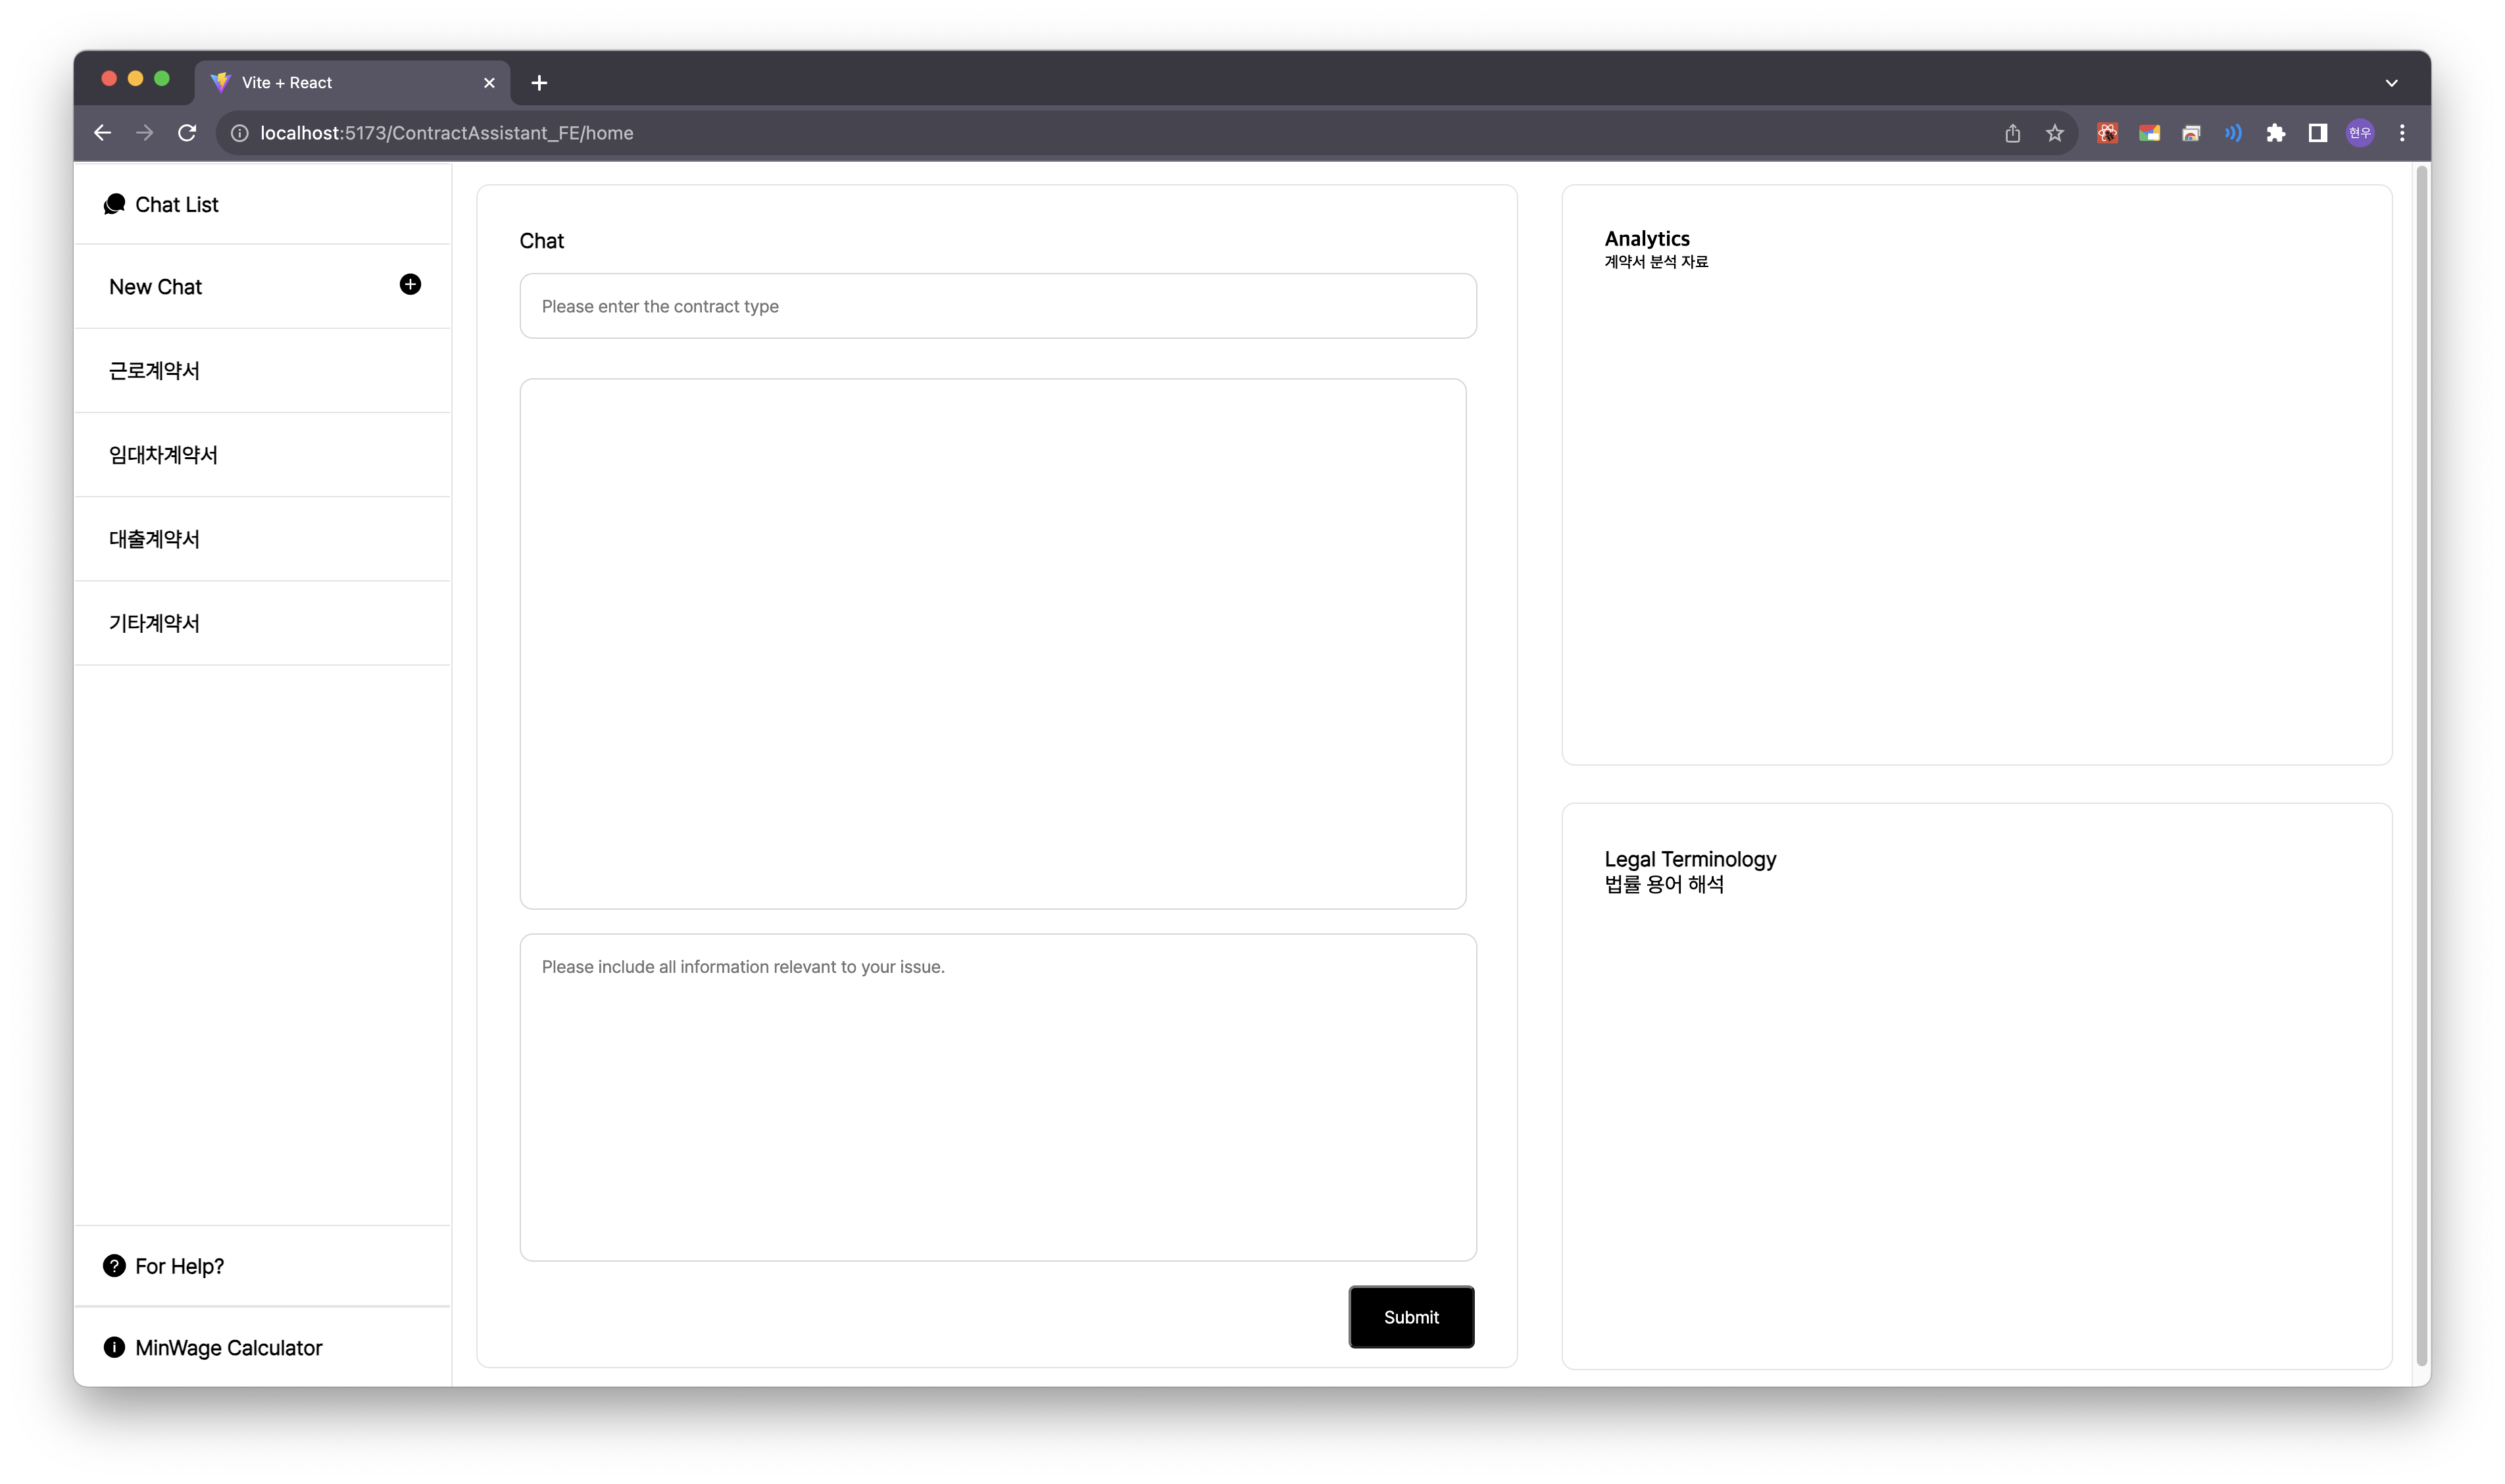 Vite + React
localhost:5173/ContractAssistant_FE/home
현우
Chat List
New Chat
근로계약서
임대차계약서
대출계약서
기타계약서
For Help?
MinWage Calculator
Chat
Please enter the contract type
Please include all information relevant to your issue.
Submit
Analytics
계약서 분석 자료
Legal Terminology
법률 용어 해석